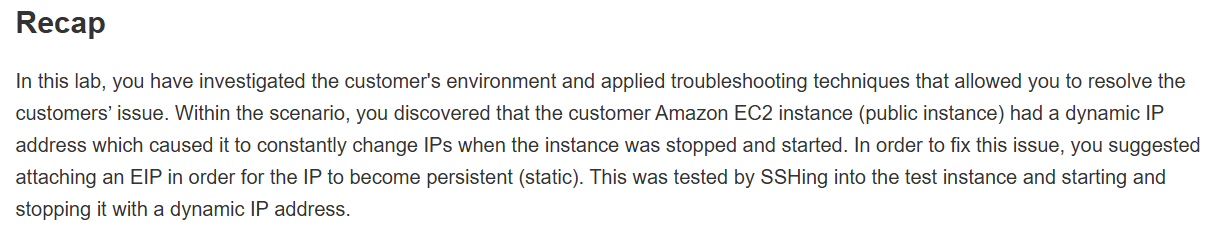 Recap
In this lab, you have investigated the customer's environment and applied troubleshooting techniques that allowed you to resolve the
customers’ issue. Within the scenario, you discovered that the customer Amazon EC2 instance (public instance) had a dynamic IP
address which caused it to constantly change IPs when the instance was stopped and started. In order to fix this issue, you suggested
attaching an EIP in order for the IP to become persistent (static). This was tested by SSHing into the test instance and starting and
stopping it with a dynamic IP address.